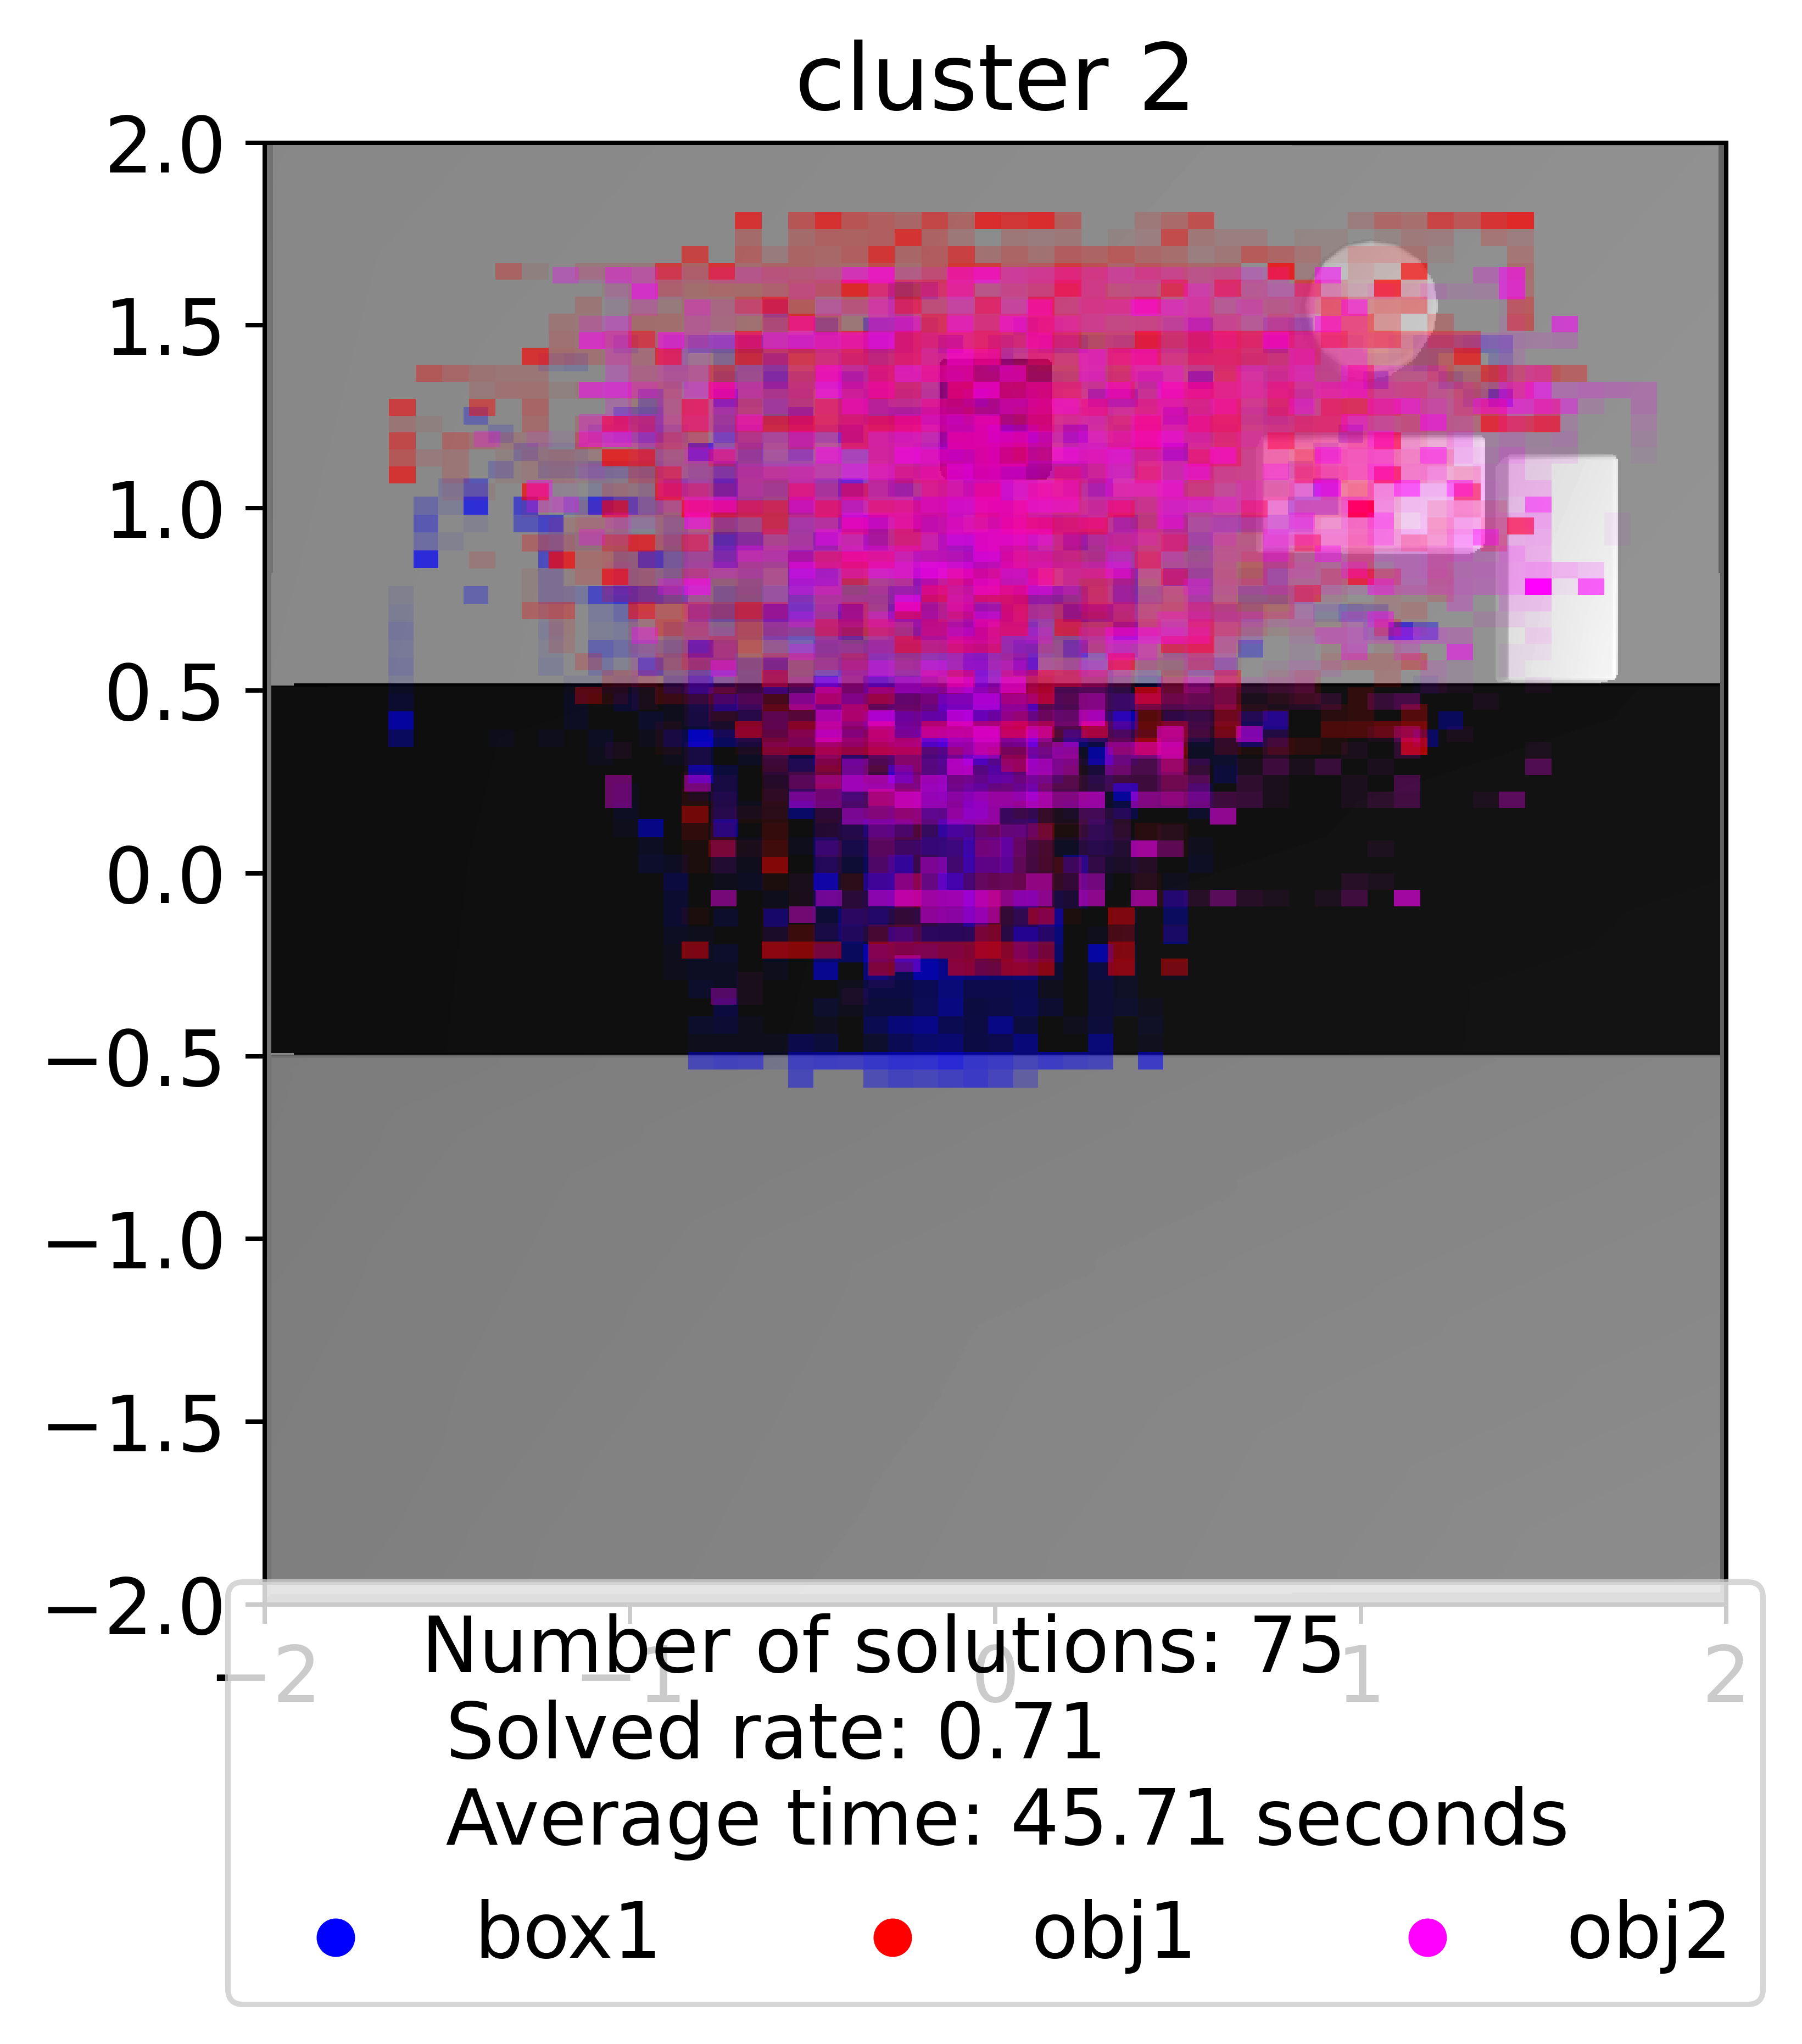 cluster 2
2.0
1.5
1.0
0.5
0.0
−0.5
−1.0
−1.5
−2.0
−2 −1 0 1 2
Number of solutions: 75
Solved rate: 0.71
Average time: 45.71 seconds
box1 obj1 obj2